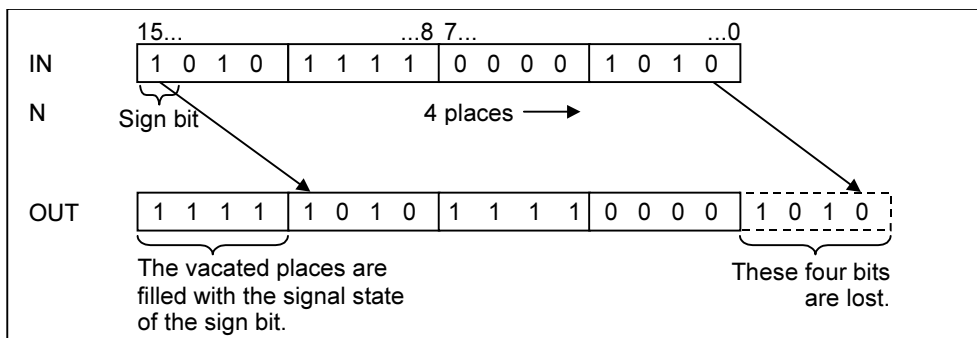 15... ...8 7... ...0
IN 1 0 1 0 1 1 1 1 0 0 0 0 1 0 1 0
N Sign bit 4 places
OUT 1 1 1 1 1 0 1 0 1 1 1 1 0 0 0 0 1 0 1 0
The vacated places are
filled with the signal state
of the sign bit.
These four bits
are lost.